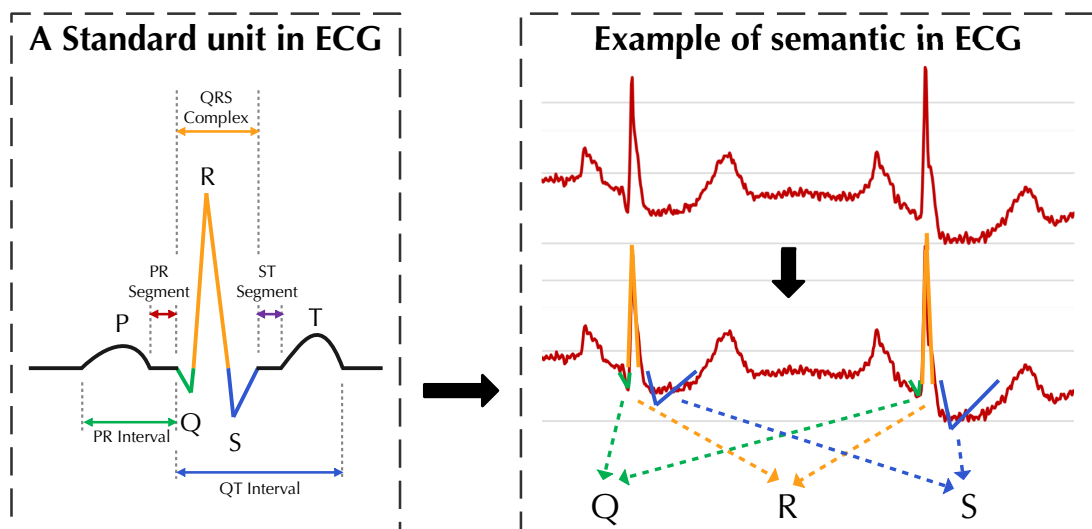 A Standard unit in ECG
QRS
Complex
R
PR
Segment
ST
Segment
P
T
Q
PR Interval
S
QT Interval
Example of semantic in ECG
Q
R
S